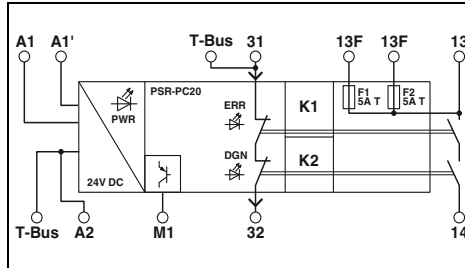 A1 A1' T-Bus 31 13F 13F 13
PSR-PC20
F1 F2
5A T 5A T
ERR K1
PWR
DGN K2
24V DC
T-Bus A2 M1 32 14